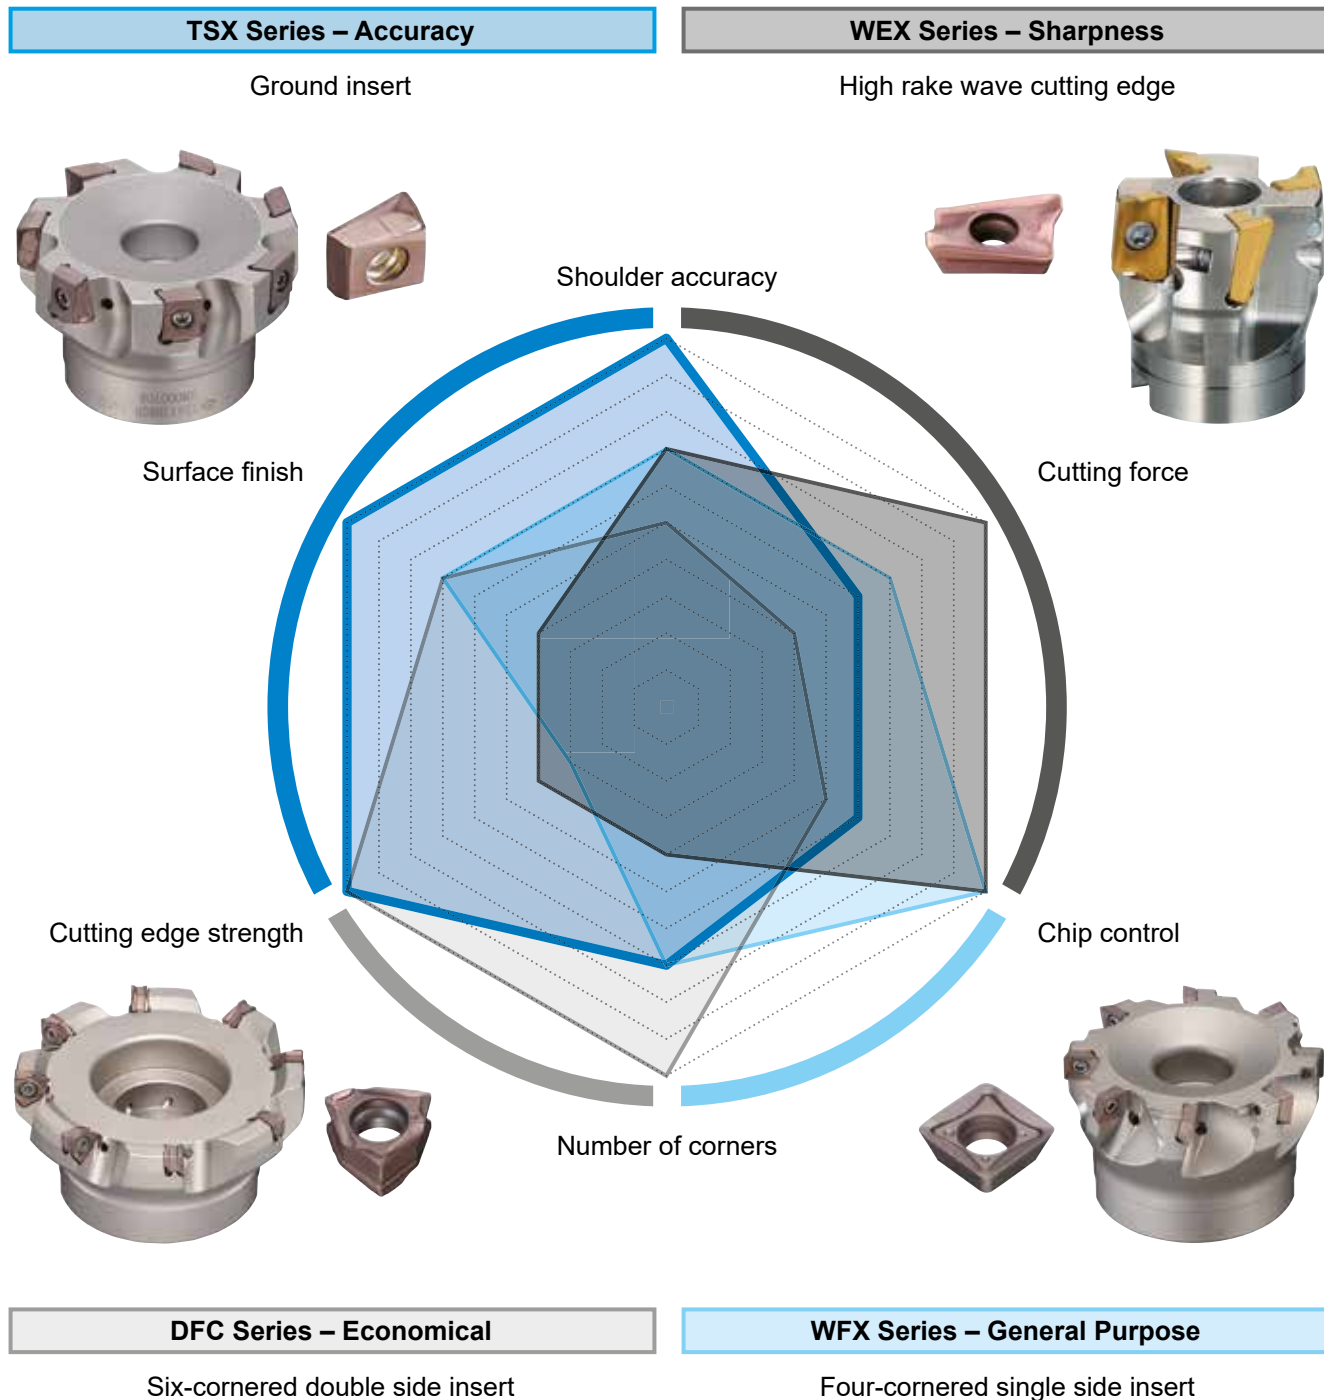 TSX Series – Accuracy
WEX Series – Sharpness
Ground insert
High rake wave cutting edge
Shoulder accuracy
Surface finish
Cutting force
Cutting edge strength
Chip control
Number of corners
DFC Series – Economical
WFX Series – General Purpose
Six-cornered double side insert
Four-cornered single side insert